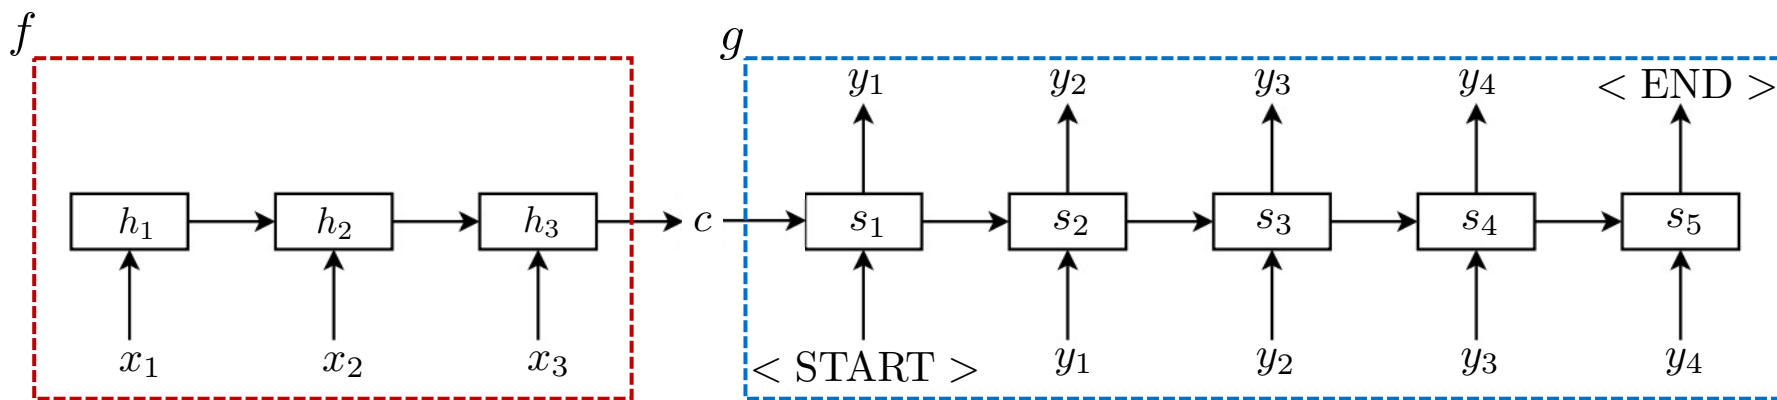 f
g
y₁ y₂ y₃ y₄ < END >
h₁ h₂ h₃ c s₁ s₂ s₃ s₄ s₅
x₁ x₂ x₃ < START > y₁ y₂ y₃ y₄